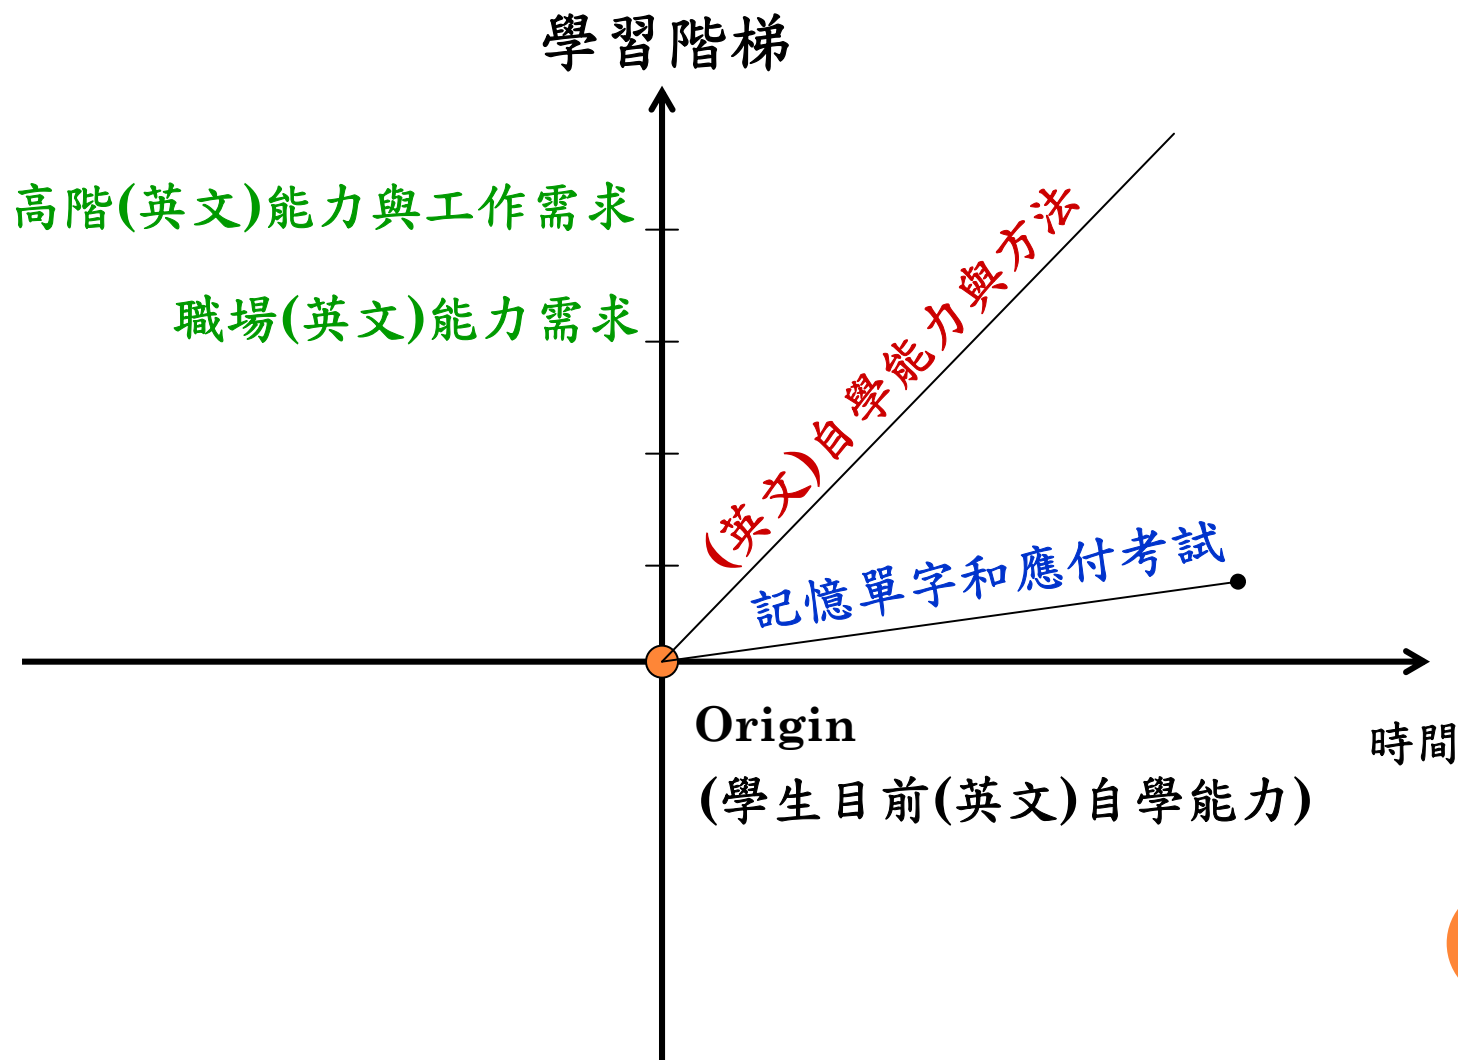 學習階梯
高階(英文)能力與工作需求
職場(英文)能力需求
(英文)自學能力與方法
記憶單字和應付考試
Origin
時間
(學生目前(英文)自學能力)